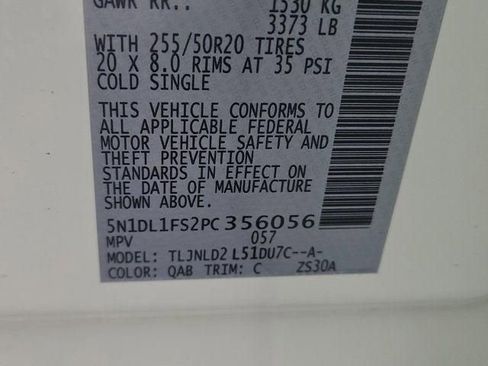 GAWR RR.: 1530 KG
3373 LB
WITH 255/50R20 TIRES
20 X 8.0 RIMS AT 35 PSI
COLD SINGLE
THIS VEHICLE CONFORMS TO
ALL APPLICABLE FEDERAL
MOTOR VEHICLE SAFETY AND
THEFT PREVENTION
STANDARDS IN EFFECT ON
THE DATE OF MANUFACTURE
5N1DL1FS2PC356056
MPV 057
MODEL: TLJNLD2 L51DU7C--A-
COLOR: QAB TRIM: C ZS30A